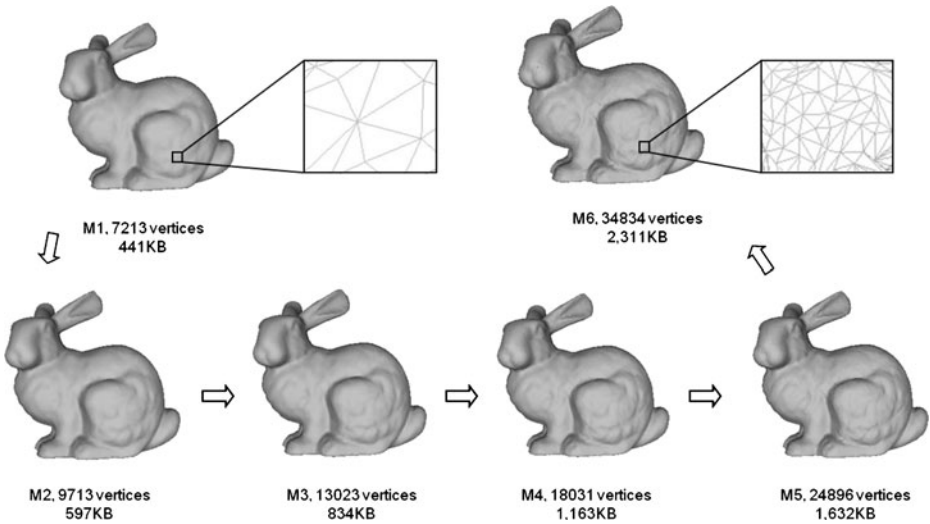 M1, 7213 vertices
441KB
M6, 34834 vertices
2,311KB
M2, 9713 vertices
597KB
M3, 13023 vertices
834KB
M4, 18031 vertices
1,163KB
M5, 24896 vertices
1,632KB